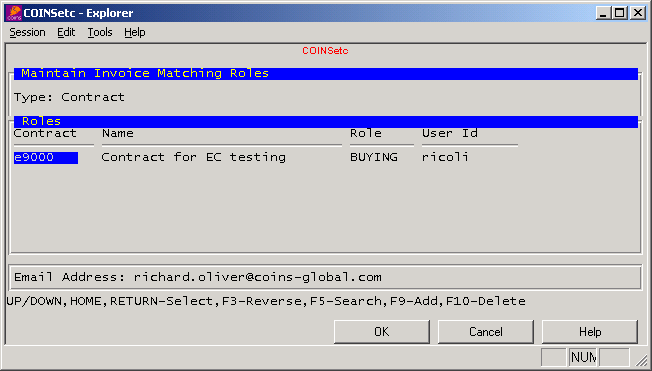 COINSetc - Explorer
Session Edit Tools Help
COINSetc
Maintain Invoice Matching Roles
Type: Contract
Roles
Contract Name Role User Id
e9000 Contract for EC testing BUYING ricoli
Email Address: richard.oliver@coins-global.com
UP/DOWN,HOME,RETURN-Select,F3-Reverse,F5-Search,F9-Add,F10-Delete
OK Cancel Help
NUM